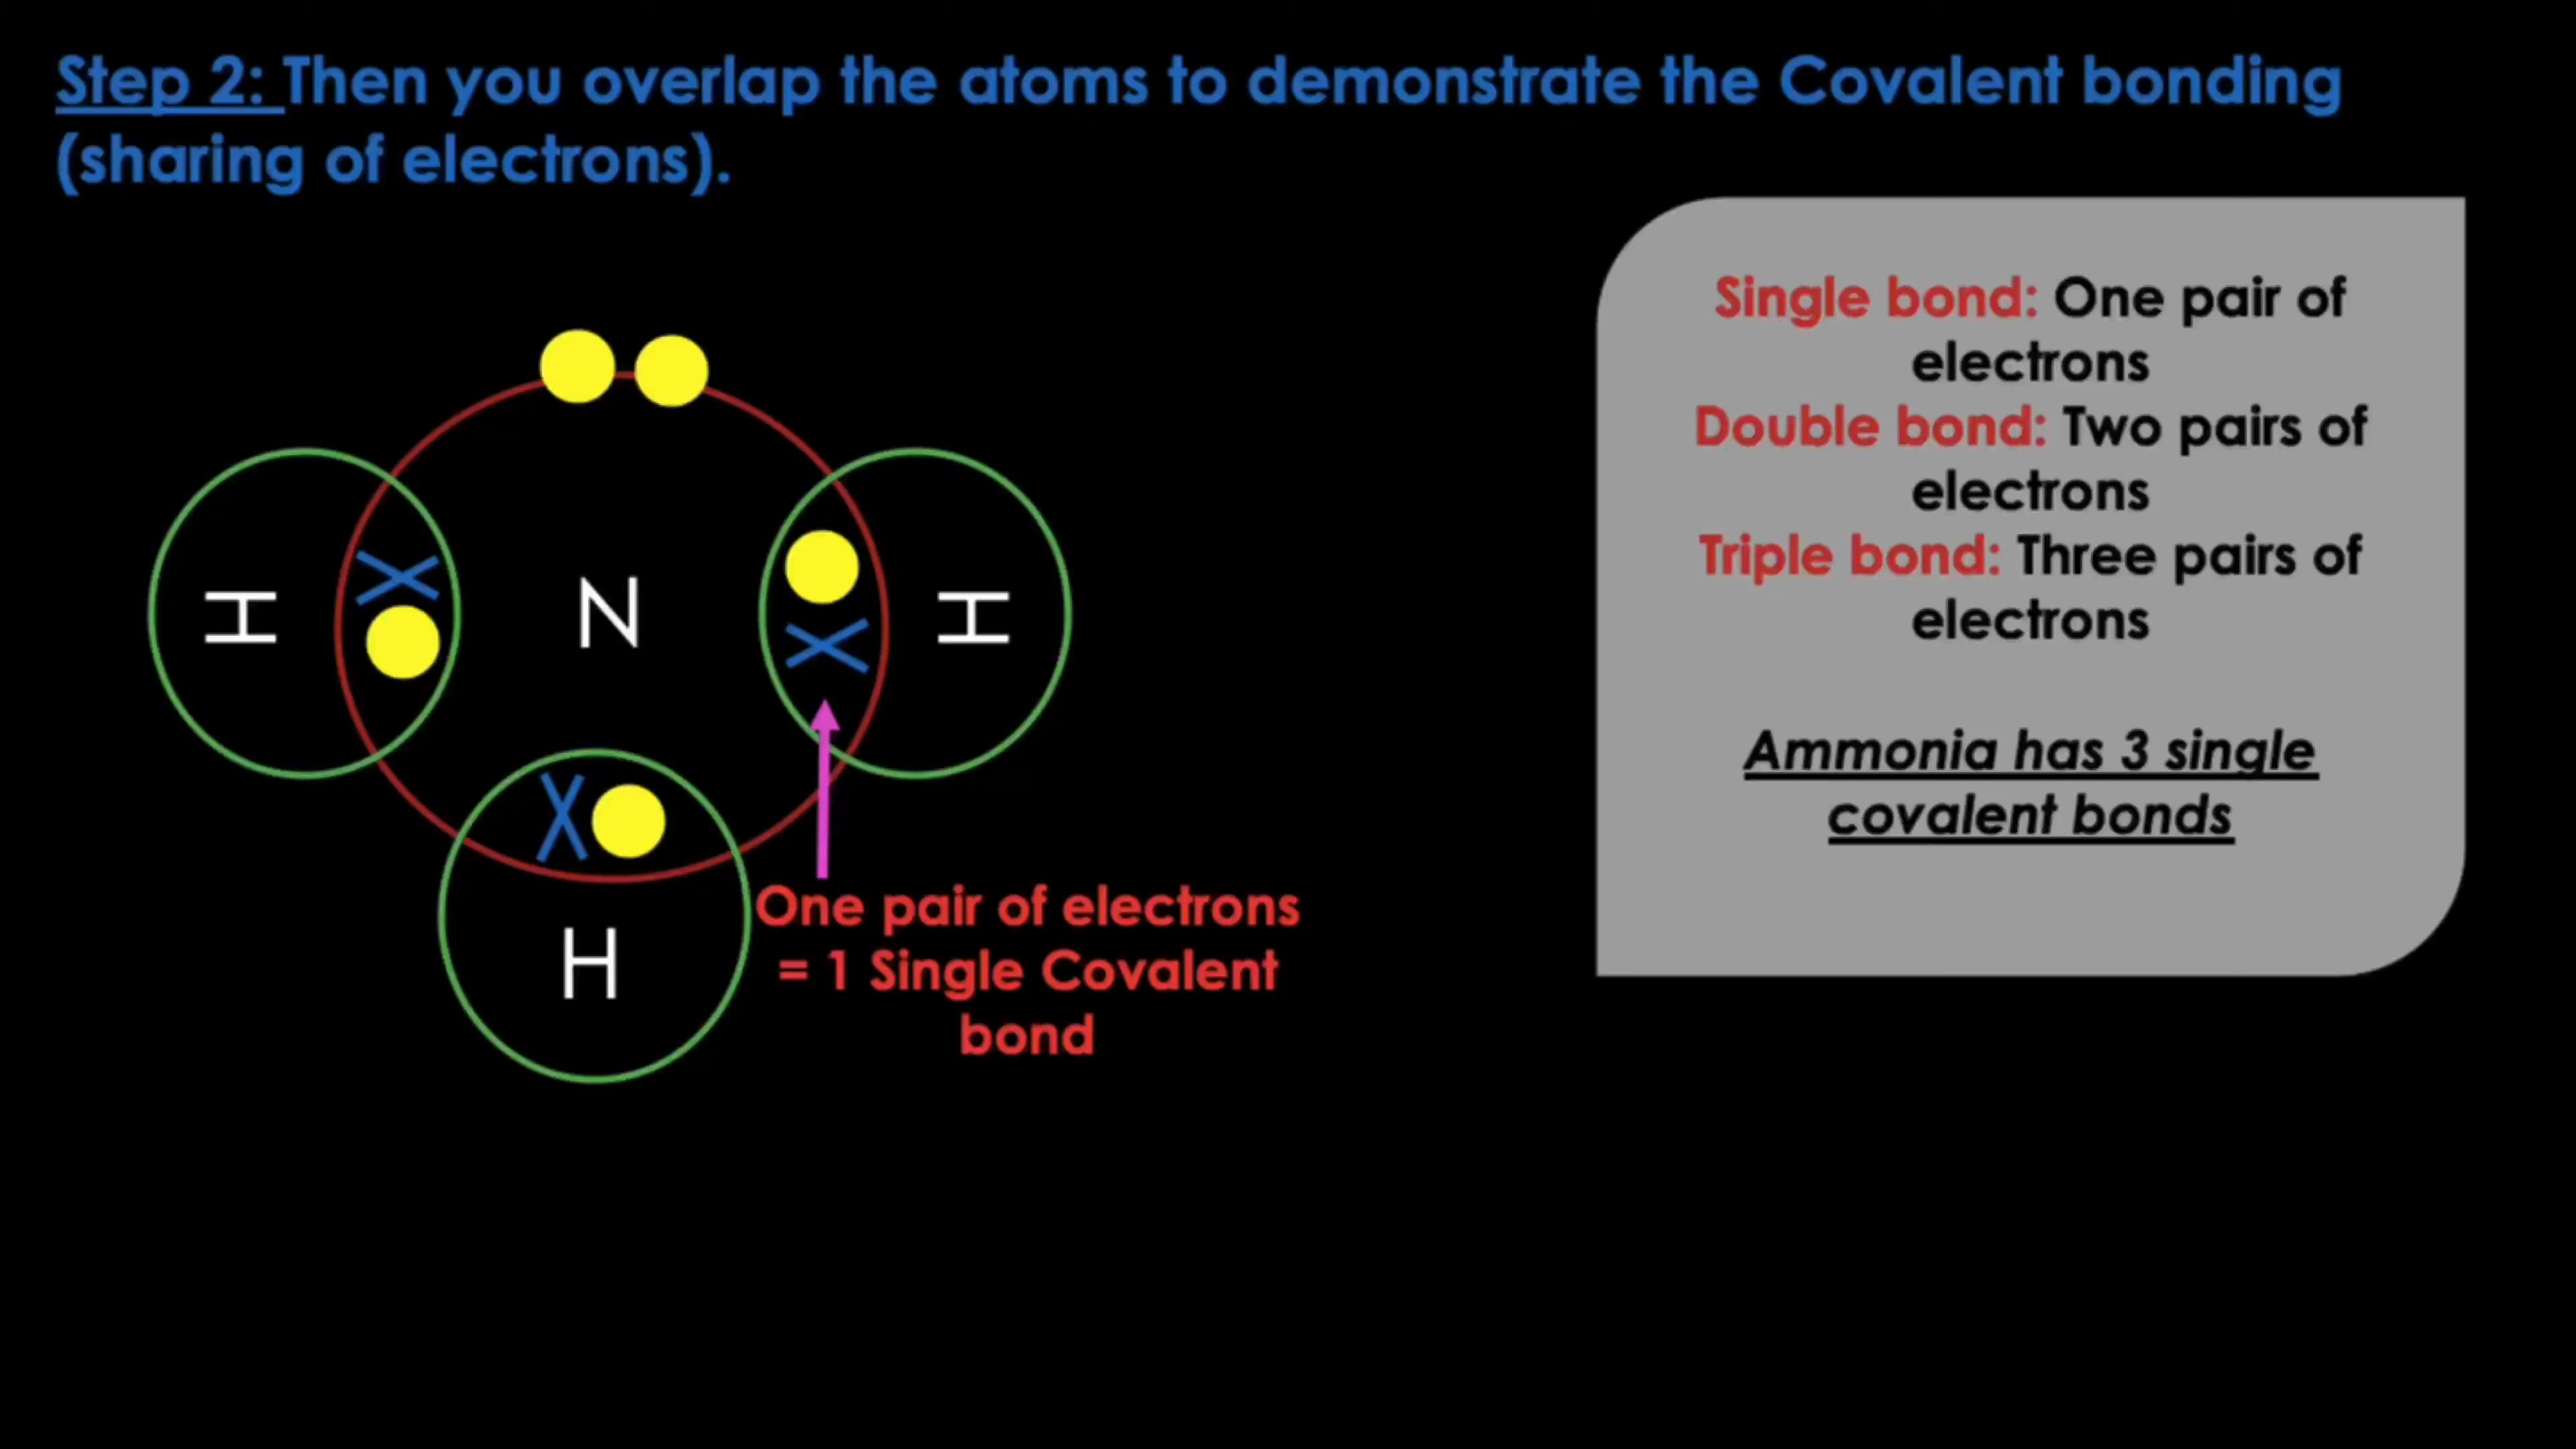 Step 2: Then you overlap the atoms to demonstrate the Covalent bonding
(sharing of electrons).
Single bond: One pair of
electrons
Double bond: Two pairs of
electrons
Triple bond: Three pairs of
electrons
Ammonia has 3 single
covalent bonds
H
N
H
H
One pair of electrons
= 1 Single Covalent
bond